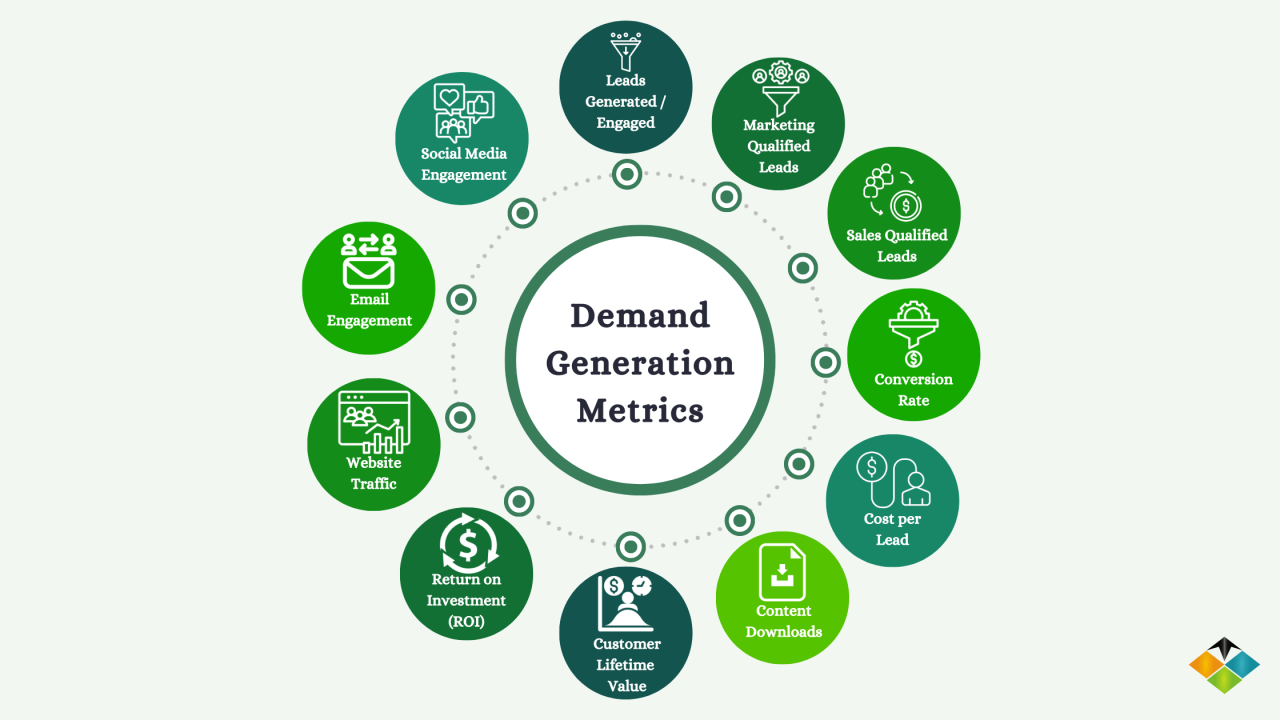 Demand
Generation
Metrics
Leads
Generated /
Engaged
Marketing
Qualified
Leads
Sales Qualified
Leads
Conversion
Rate
Cost per
Lead
Content
Downloads
Customer
Lifetime
Value
Return on
Investment
(ROI)
Website
Traffic
Email
Engagement
Social Media
Engagement